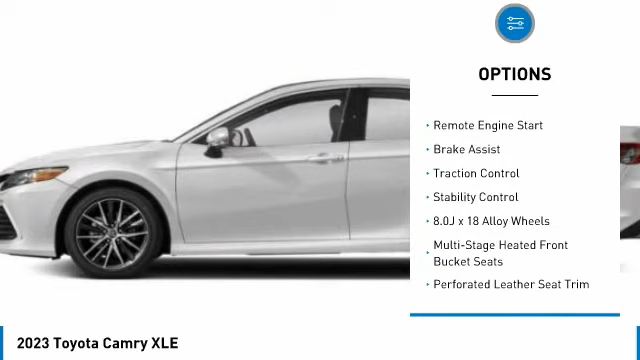 OPTIONS
Remote Engine Start
Brake Assist
Traction Control
Stability Control
8.0J x 18 Alloy Wheels
Multi-Stage Heated Front
Bucket Seats
Perforated Leather Seat Trim
2023 Toyota Camry XLE